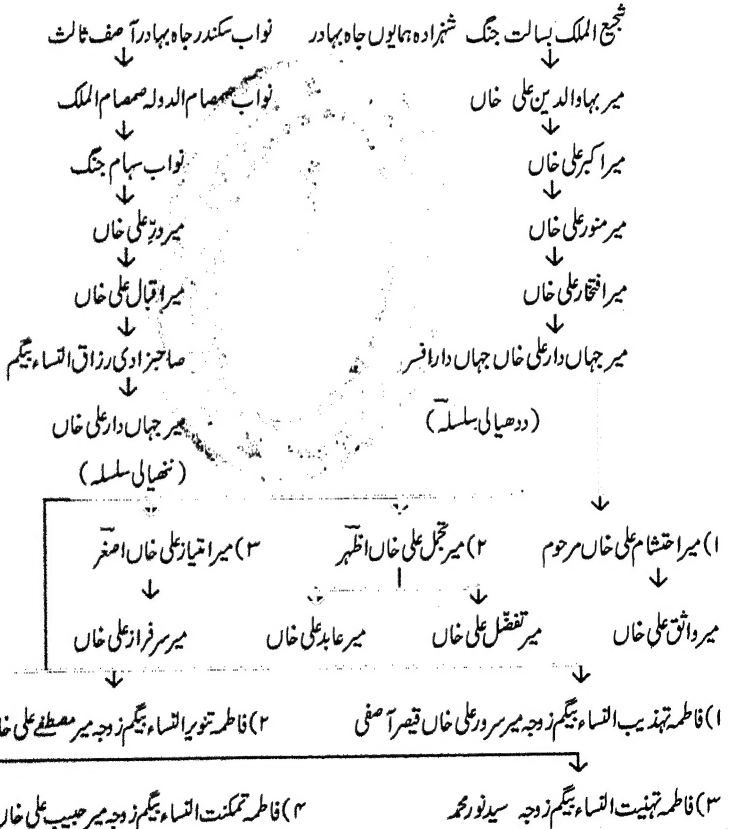 شجیع الملک بسالت جنگ شہزادہ ہمایوں جاہ بہادر
نواب سکندر جاہ بہادر آصف ثالث
میر بہاو الدین علی خاں
نواب صمصام الدولہ صمصام الملک
میر اکبر علی خاں
نواب سہام جنگ
میر منور علی خاں
میر درِّ علی خاں
میر افتخار علی خاں
میر اقبال علی خاں
میر جہاں دار علی خاں جہاں دار افسر
صاحبزادی رزاق النساء بیگم
(ددھیالی سلسلہ)
میر جہاں دار علی خاں
(ننھیالی سلسلہ)
۱) میر احتشام علی خاں مرحوم
۲) میر تجمل علی خاں اظہر
۳) میر امتیاز علی خاں اصغر
میر واثق علی خاں
میر تفضّل علی خاں
میر عابد علی خاں
میر سرفراز علی خاں
۱) فاطمہ تہذیب النساء بیگم زوجہ میر سرور علی خاں قیصر آصفی
۲) فاطمہ تنویر النساء بیگم زوجہ میر مصطفےٰ علی خاں
۳) فاطمہ تہنیت النساء بیگم زوجہ سید نور محمد
۴) فاطمہ تمکنت النساء بیگم زوجہ میر حبیب علی خاں